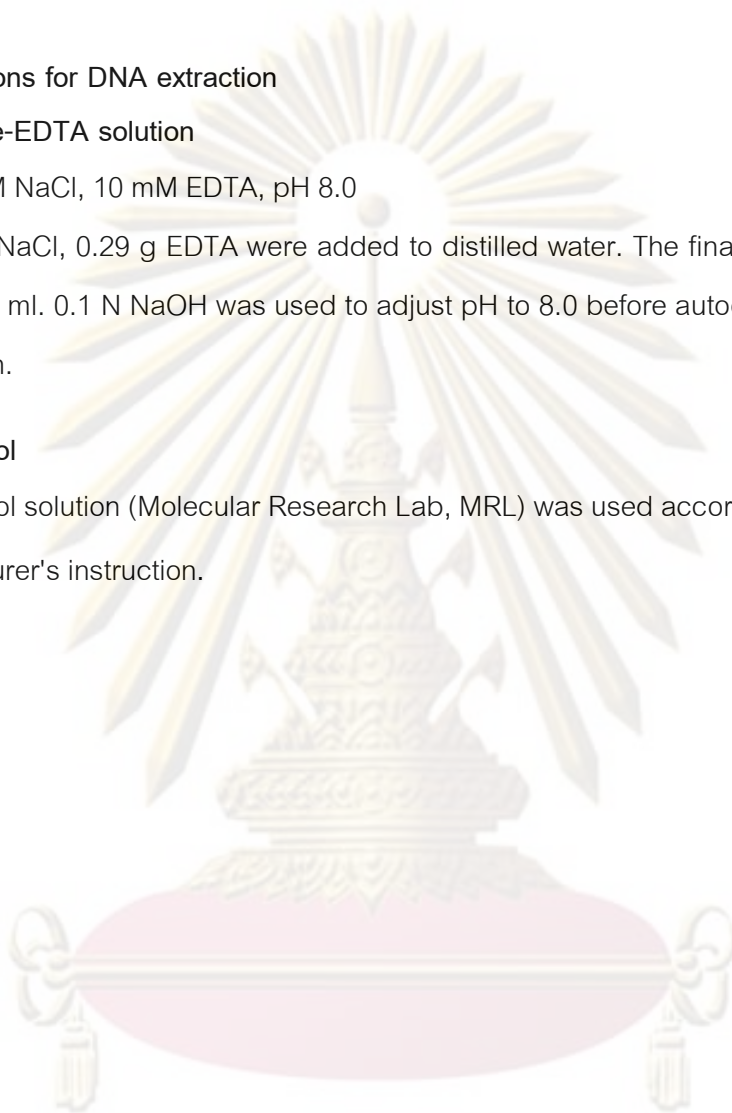 ons for DNA extraction
e-EDTA solution
M NaCl, 10 mM EDTA, pH 8.0
NaCl, 0.29 g EDTA were added to distilled water. The fina
ml. 0.1 N NaOH was used to adjust pH to 8.0 before auto
n.
ol
ol solution (Molecular Research Lab, MRL) was used accor
urer's instruction.